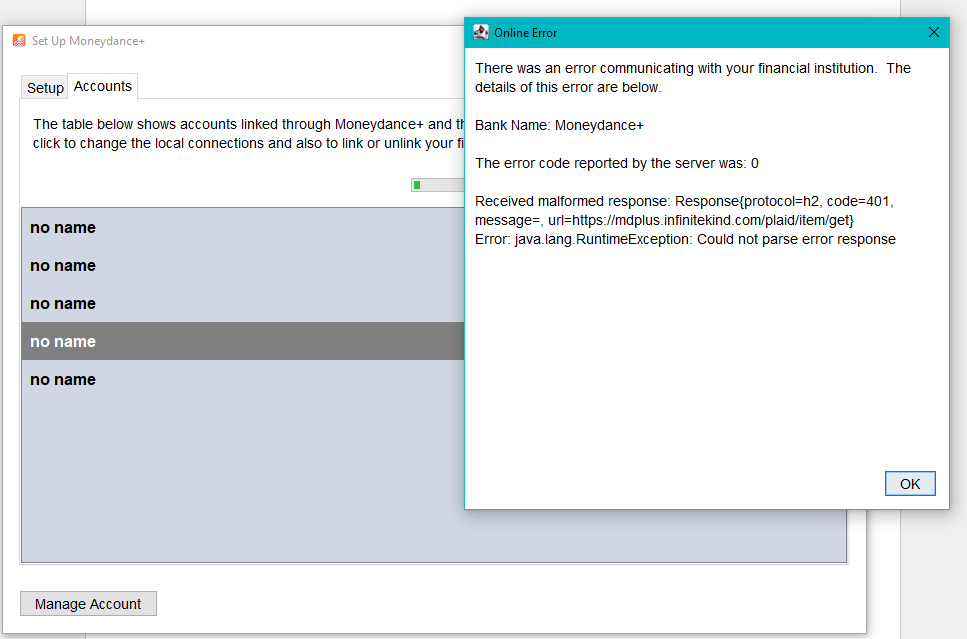 Set Up Moneydance+
Setup
Accounts
The table below shows accounts linked through Moneydance+ and
click to change the local connections and also to link or unlink your
no name
no name
no name
no name
no name
Manage Account
Online Error
There was an error communicating with your financial institution.  The
details of this error are below.
Bank Name: Moneydance+
The error code reported by the server was: 0
Received malformed response: Response{protocol=h2, code=401,
message=, url=https://mdplus.infinitekind.com/plaid/item/get}
Error: java.lang.RuntimeException: Could not parse error response
OK